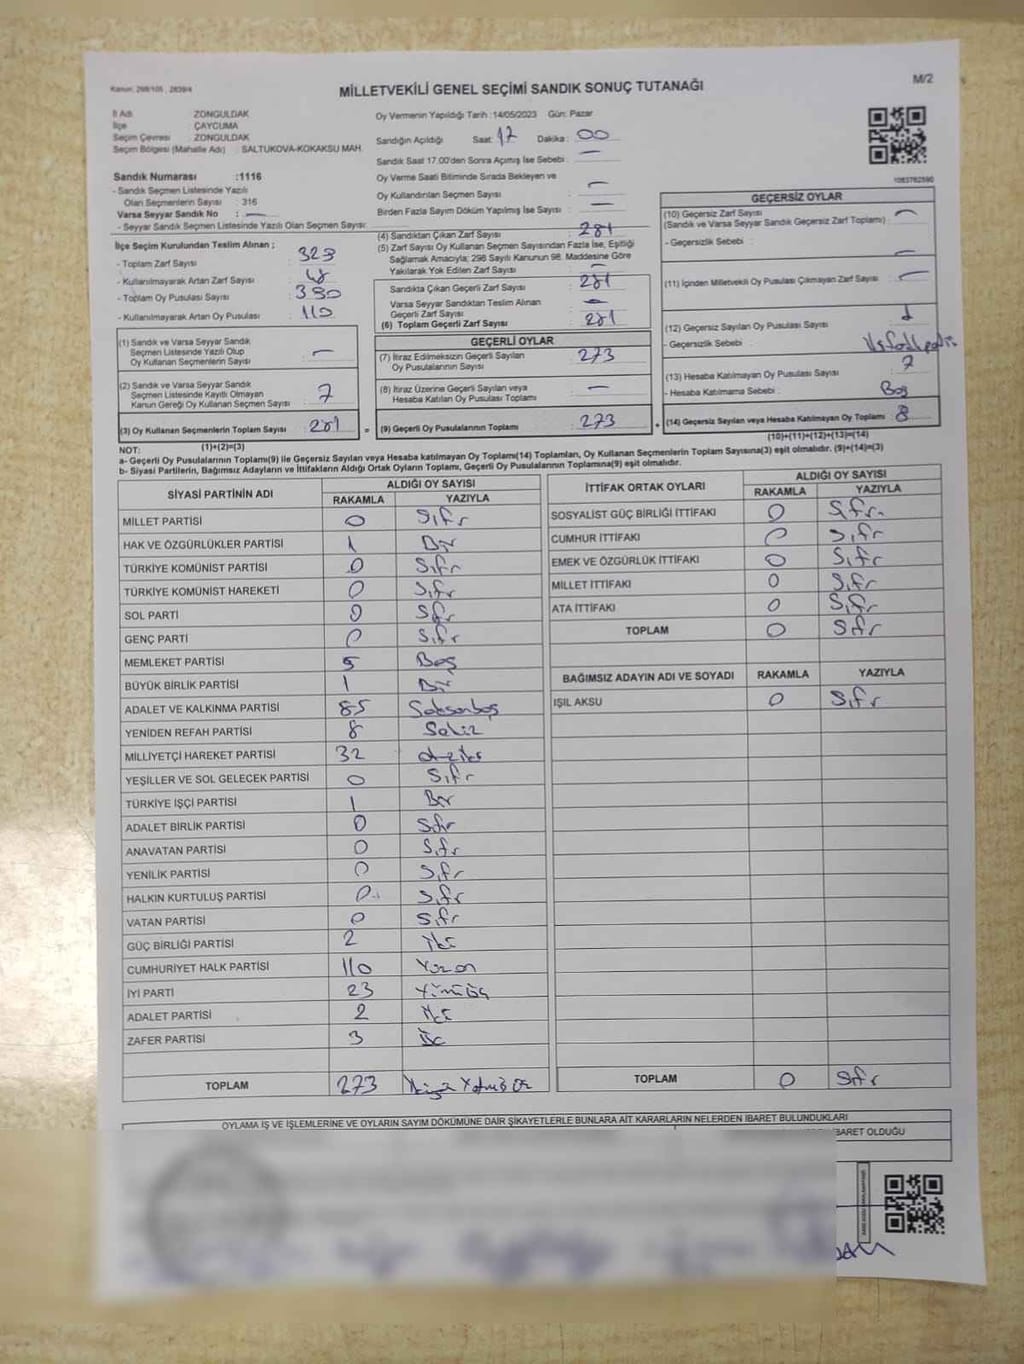 Kanun: 298/105 , 2839/4
MİLLETVEKİLİ GENEL SEÇİMİ SANDIK SONUÇ TUTANAĞI
M/2
İl Adı : ZONGULDAK
İlçe : ÇAYCUMA
Seçim Çevresi : ZONGULDAK
Seçim Bölgesi (Mahalle Adı) : SALTUKOVA-KOKAKSU MAH.
Oy Vermenin Yapıldığı Tarih :14/05/2023 Gün: Pazar
Sandığın Açıldığı Saat: 17 Dakika: 00
Sandık Saat 17.00'den Sonra Açımış İse Sebebi : —
Oy Verme Saati Bitiminde Sırada Bekleyen ve
Oy Kullandırılan Seçmen Sayısı : —
Birden Fazla Sayım Dökün Yapılmış İse Sayısı : —
Sandık Numarası :1116
- Sandık Seçmen Listesinde Yazılı
Olan Seçmenlerin Sayısı : 316
Varsa Seyyar Sandık No : —
- Seyyar Sandık Seçmen Listesinde Yazılı Olan Seçmen Sayısı:
İlçe Seçim Kurulundan Teslim Alınan ;
- Toplam Zarf Sayısı : 323
- Kullanılmayarak Artan Zarf Sayısı :
- Toplam Oy Pusulası Sayısı : 390
- Kullanılmayarak Artan Oy Pusulası : 110
(1) Sandık ve Varsa Seyyar Sandık
Seçmen Listesinde Yazılı Olup
Oy Kullanan Seçmenlerin Sayısı : —
(2) Sandık ve Varsa Seyyar Sandık
Seçmen Listesinde Kayıtlı Olmayan
Kanun Gereği Oy Kullanan Seçmen Sayısı : 7
(3) Oy Kullanan Seçmenlerin Toplam Sayısı : 281 =
(4) Sandıktan Çıkan Zarf Sayısı : 281
(5) Zarf Sayısı Oy Kullanan Seçmen Sayısından Fazla İse, Eşitliği
Sağlamak Amacıyla; 298 Sayılı Kanunun 98. Maddesine Göre
Yakılarak Yok Edilen Zarf Sayısı : —
Sandıkta Çıkan Geçerli Zarf Sayısı : 281
Varsa Seyyar Sandıktan Teslim Alınan
Geçerli Zarf Sayısı : —
(6) Toplam Geçerli Zarf Sayısı : 281
GEÇERLİ OYLAR
(7) İtiraz Edilmeksizin Geçerli Sayılan
Oy Pusulalarının Sayısı : 273
(8) İtiraz Üzerine Geçerli Sayılan veya
Hesaba Katılan Oy Pusulası Toplamı : —
(9) Geçerli Oy Pusulalarının Toplamı : 273 +
1083762590
GEÇERSİZ OYLAR
(10) Geçersiz Zarf Sayısı
(Sandık ve Varsa Seyyar Sandık Geçersiz Zarf Toplamı) : —
- Geçersizlik Sebebi : —
(11) İçinden Milletvekili Oy Pusulası Çıkmayan Zarf Sayısı : —
(12) Geçersiz Sayılan Oy Pusulası Sayısı : 1
- Geçersizlik Sebebi :
(13) Hesaba Katılmayan Oy Pusulası Sayısı : 7
- Hesaba Katılmama Sebebi : Boş
(14) Geçersiz Sayılan veya Hesaba Katılmayan Oy Toplamı : 8
NOT: (1)+(2)=(3) (10)+(11)+(12)+(13)=(14)
a- Geçerli Oy Pusulalarının Toplamı(9) ile Geçersiz Sayılan veya Hesaba katılmayan Oy Toplamı(14) Toplamları, Oy Kullanan Seçmenlerin Toplam Sayısına(3) eşit olmalıdır. (9)+(14)=(3)
b- Siyasi Partilerin, Bağımsız Adayların ve İttifakların Aldığı Ortak Oyların Toplamı, Geçerli Oy Pusulalarının Toplamına(9) eşit olmalıdır.
SİYASİ PARTİNİN ADI ALDIĞI OY SAYISI
RAKAMLA YAZIYLA
MİLLET PARTİSİ 0 Sıfır
HAK VE ÖZGÜRLÜKLER PARTİSİ 1 Bir
TÜRKİYE KOMÜNİST PARTİSİ 0 Sıfır
TÜRKİYE KOMÜNİST HAREKETİ 0 Sıfır
SOL PARTİ 0 Sıfır
GENÇ PARTİ 0 Sıfır
MEMLEKET PARTİSİ 5 Beş
BÜYÜK BİRLİK PARTİSİ 1 Bir
ADALET VE KALKINMA PARTİSİ 85 Seksenbeş
YENİDEN REFAH PARTİSİ 8 Sekiz
MİLLİYETÇİ HAREKET PARTİSİ 32 otuziki
YEŞİLLER VE SOL GELECEK PARTİSİ 0 Sıfır
TÜRKİYE İŞÇİ PARTİSİ 1 Bir
ADALET BİRLİK PARTİSİ 0 Sıfır
ANAVATAN PARTİSİ 0 Sıfır
YENİLİK PARTİSİ 0 Sıfır
HALKIN KURTULUŞ PARTİSİ 0 Sıfır
VATAN PARTİSİ 0 Sıfır
GÜÇ BİRLİĞİ PARTİSİ 2 İki
CUMHURİYET HALK PARTİSİ 110 Yüzon
İYİ PARTİ 23 Yirmiüç
ADALET PARTİSİ 2 İki
ZAFER PARTİSİ 3 Üç
TOPLAM 273 İkiyüz Yetmiş Üç
İTTİFAK ORTAK OYLARI ALDIĞI OY SAYISI
RAKAMLA YAZIYLA
SOSYALİST GÜÇ BİRLİĞİ İTTİFAKI 0 Sıfır
CUMHUR İTTİFAKI 0 Sıfır
EMEK VE ÖZGÜRLÜK İTTİFAKI 0 Sıfır
MİLLET İTTİFAKI 0 Sıfır
ATA İTTİFAKI 0 Sıfır
TOPLAM 0 Sıfır
BAĞIMSIZ ADAYIN ADI VE SOYADI RAKAMLA YAZIYLA
IŞIL AKSU 0 Sıfır
TOPLAM 0 Sıfır
OYLAMA İŞ VE İŞLEMLERİNE VE OYLARIN SAYIM DÖKÜMÜNE DAİR ŞİKAYETLERLE BUNLARA AİT KARARLARIN NELERDEN İBARET BULUNDUKLARI
İBARET OLDUĞU